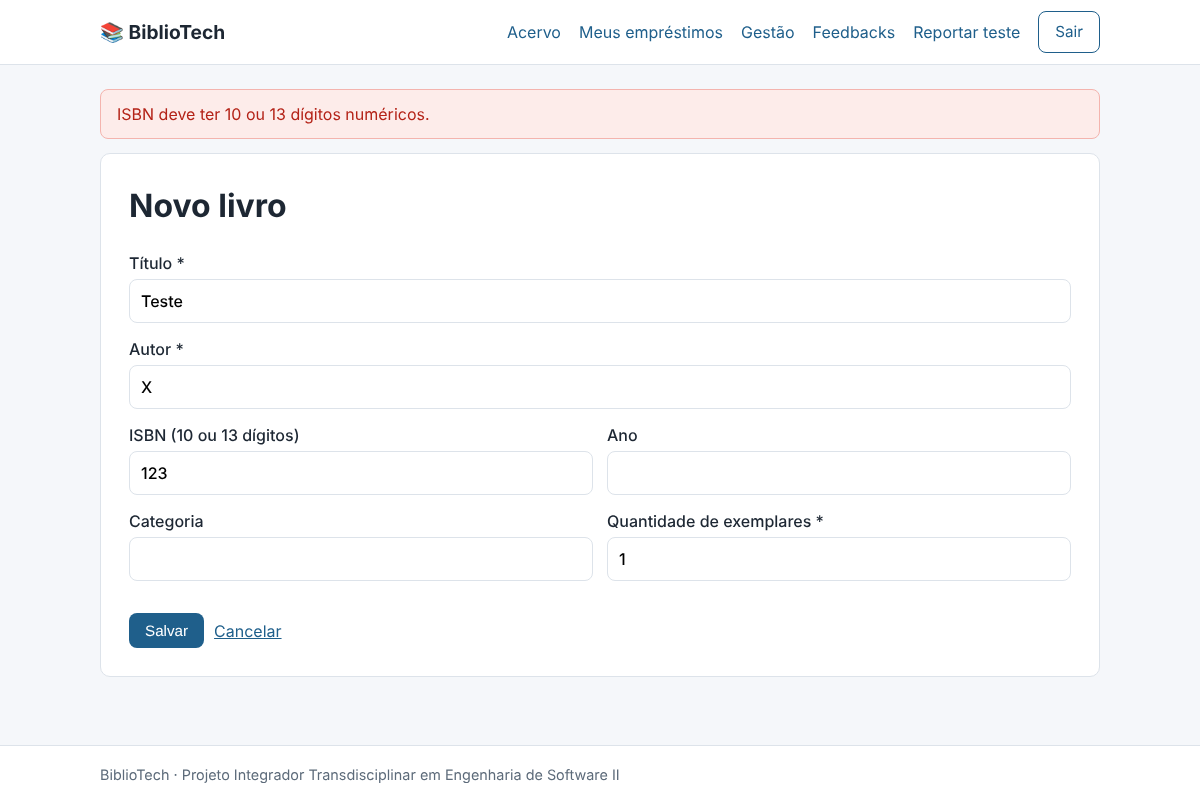 📚 BiblioTech
Acervo Meus empréstimos Gestão Feedbacks Reportar teste Sair
ISBN deve ter 10 ou 13 dígitos numéricos.
Novo livro
Título *
Teste
Autor *
X
ISBN (10 ou 13 dígitos) Ano
123
Categoria Quantidade de exemplares *
1
Salvar Cancelar
BiblioTech · Projeto Integrador Transdisciplinar em Engenharia de Software II